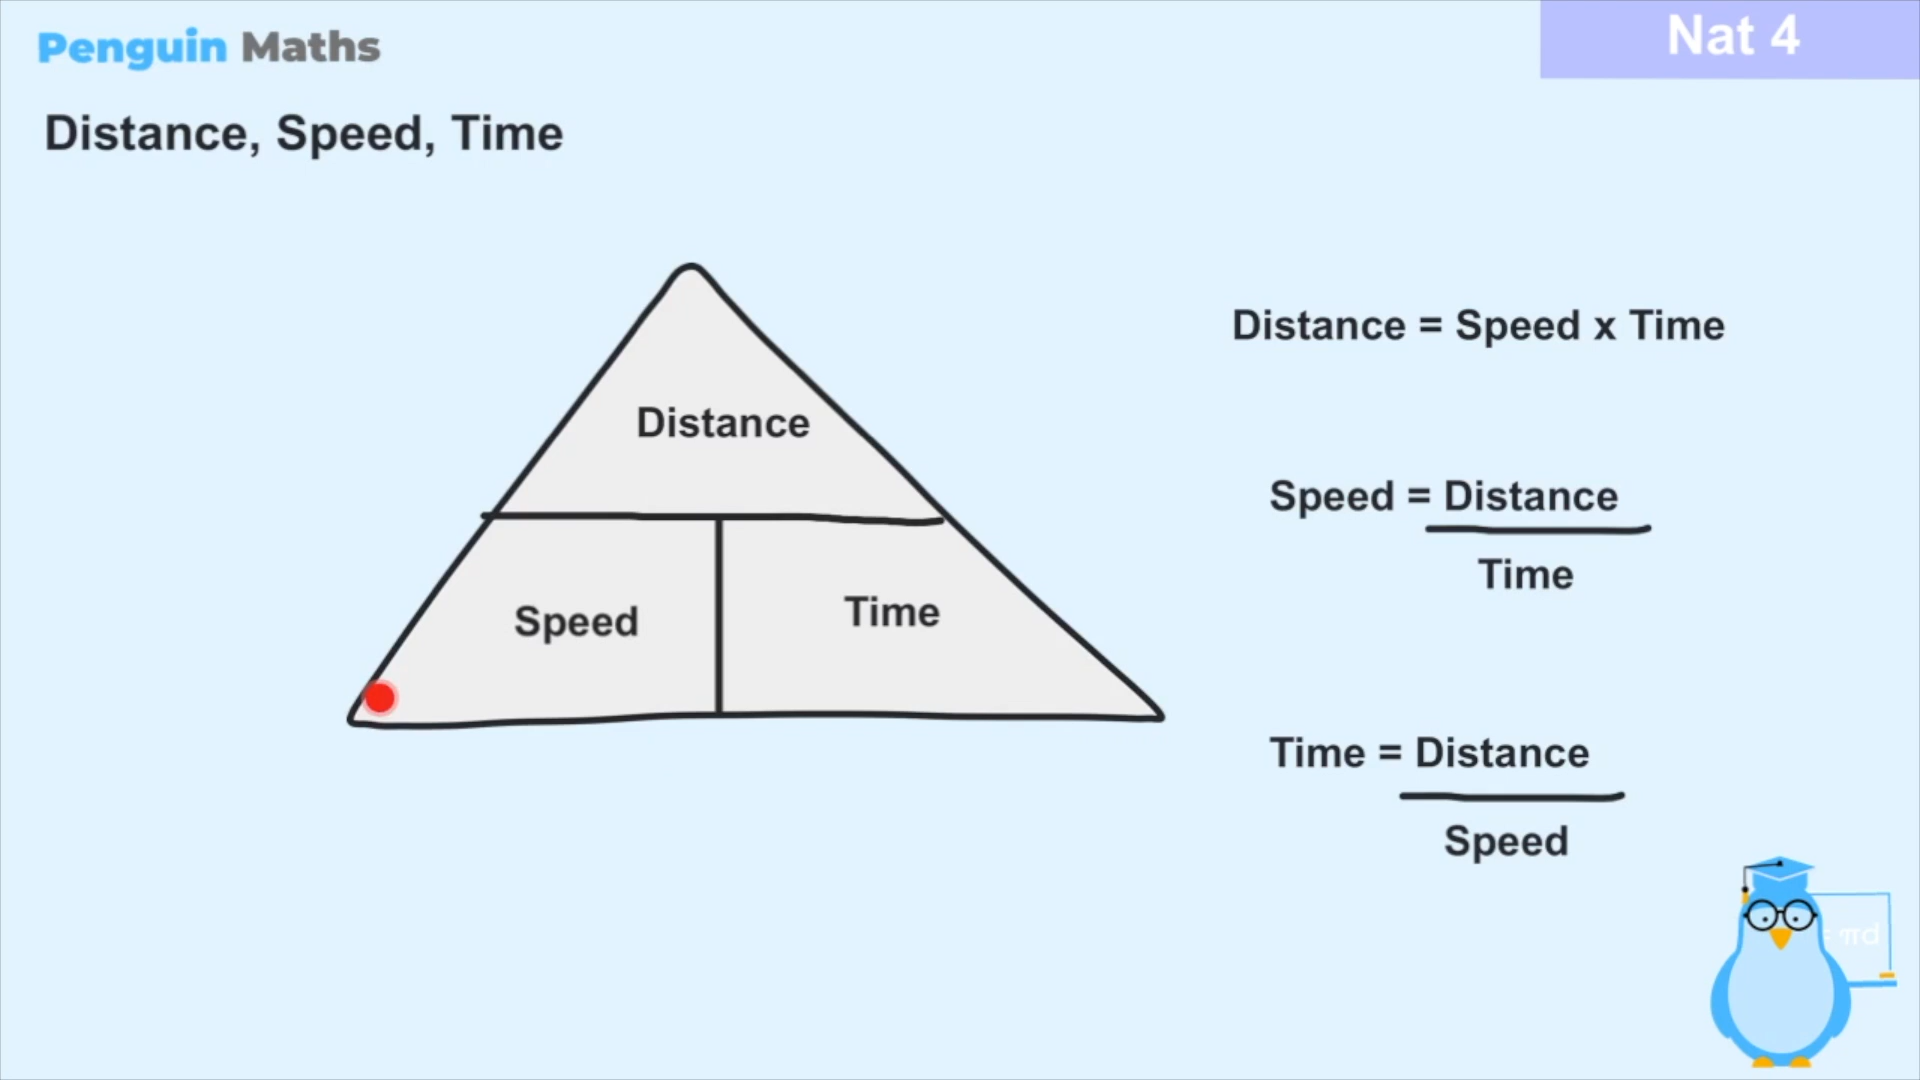 Penguin Maths
Nat 4
Distance, Speed, Time
Distance
Speed
Time
Distance = Speed x Time
Speed = Distance
Time
Time = Distance
Speed
= πd